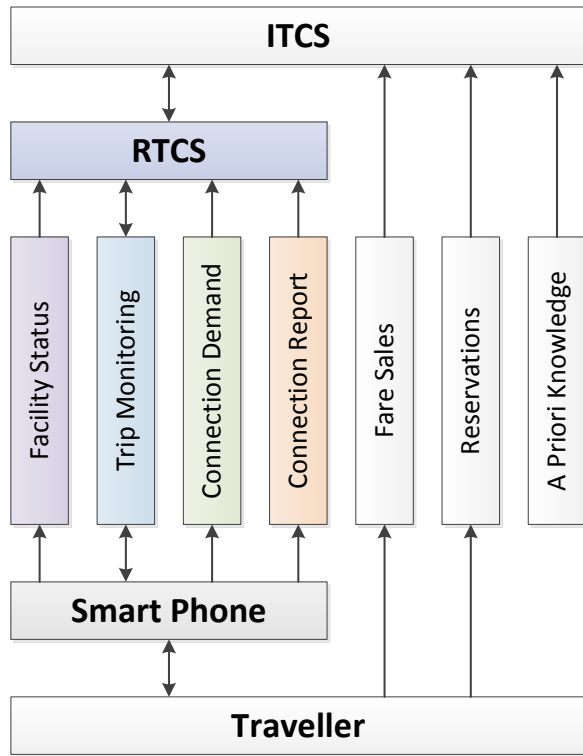 ITCS
RTCS
Facility Status
Trip Monitoring
Connection Demand
Connection Report
Fare Sales
Reservations
A Priori Knowledge
Smart Phone
Traveller